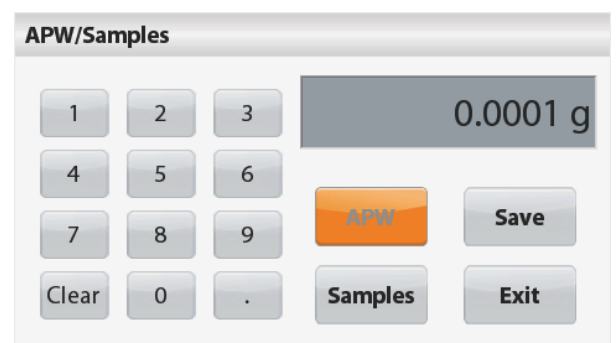 APW/Samples
1 2 3 0.0001 g
4 5 6
APW Save
7 8 9
Clear 0 . Samples Exit